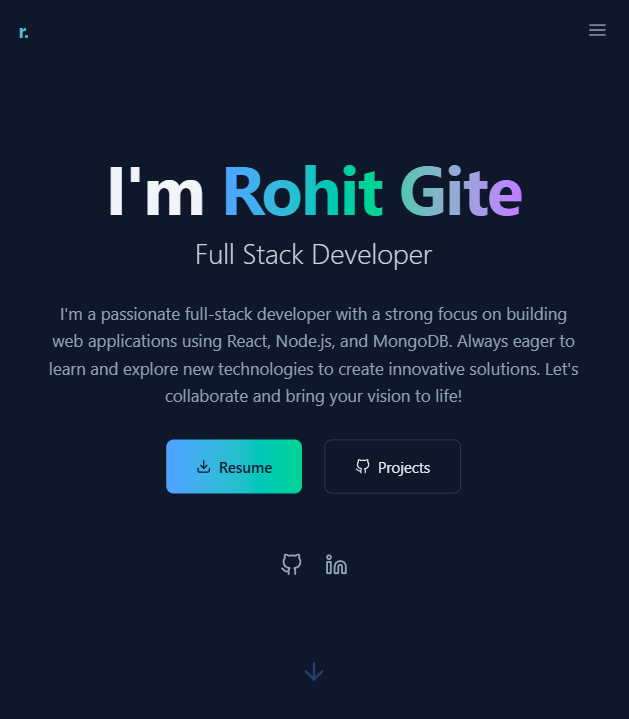 r.
I'm Rohit Gite
Full Stack Developer
I'm a passionate full-stack developer with a strong focus on building
web applications using React, Node.js, and MongoDB. Always eager to
learn and explore new technologies to create innovative solutions. Let's
collaborate and bring your vision to life!
Resume
Projects
in